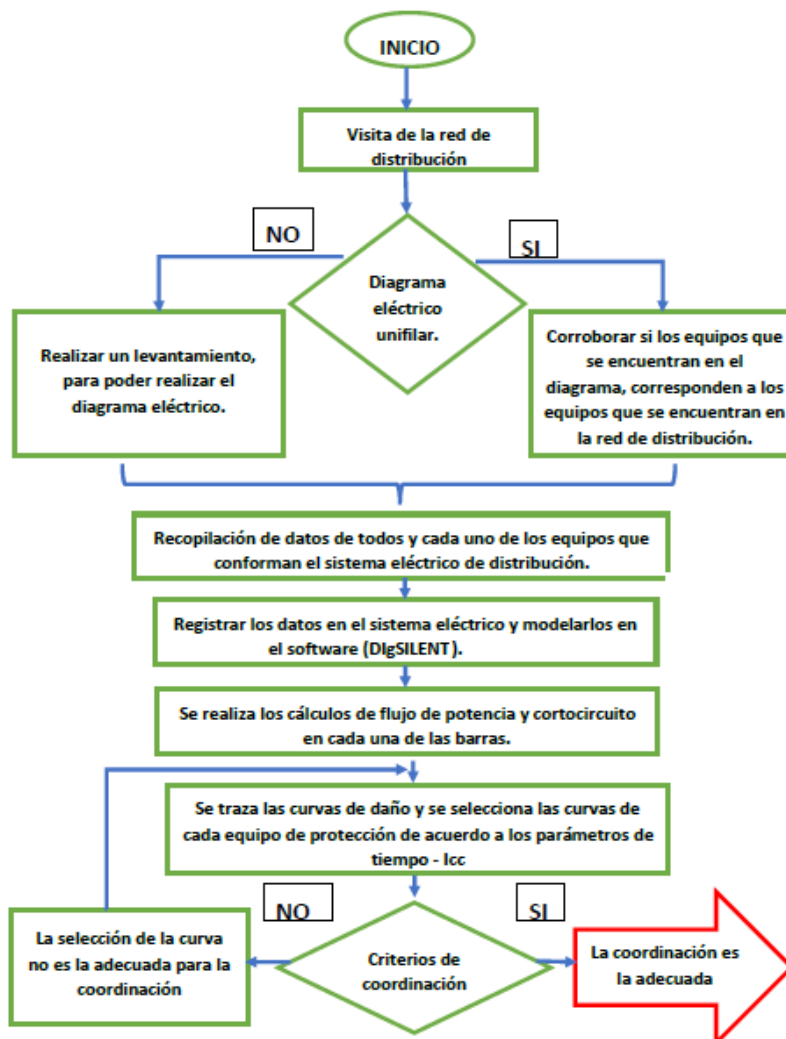 INICIO
Visita de la red de
distribución
NO
SI
Diagrama
eléctrico
unifilar.
Realizar un levantamiento,
para poder realizar el
diagrama eléctrico.
Corroborar si los equipos que
se encuentran en el
diagrama, corresponden a los
equipos que se encuentran en
la red de distribución.
Recopilación de datos de todos y cada uno de los equipos que
conforman el sistema eléctrico de distribución.
Registrar los datos en el sistema eléctrico y modelarlos en
el software (DIgSILENT).
Se realiza los cálculos de flujo de potencia y cortocircuito
en cada una de las barras.
Se traza las curvas de daño y se selecciona las curvas de
cada equipo de protección de acuerdo a los parámetros de
tiempo - Icc
NO
SI
La selección de la curva
no es la adecuada para la
coordinación
Criterios de
coordinación
La coordinación es
la adecuada